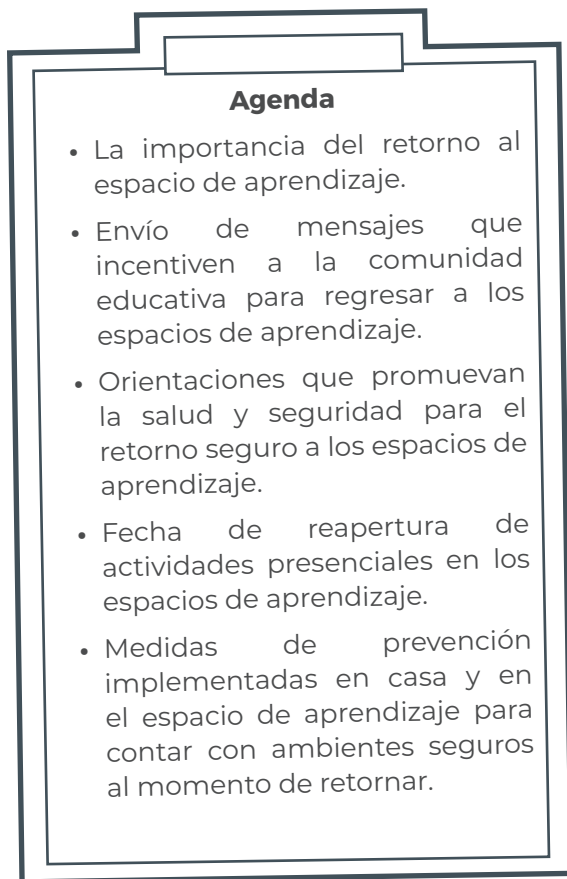 Agenda
• La importancia del retorno al
espacio de aprendizaje.
• Envío de mensajes que
incentiven a la comunidad
educativa para regresar a los
espacios de aprendizaje.
• Orientaciones que promuevan
la salud y seguridad para el
retorno seguro a los espacios de
aprendizaje.
• Fecha de reapertura de
actividades presenciales en los
espacios de aprendizaje.
• Medidas de prevención
implementadas en casa y en
el espacio de aprendizaje para
contar con ambientes seguros
al momento de retornar.